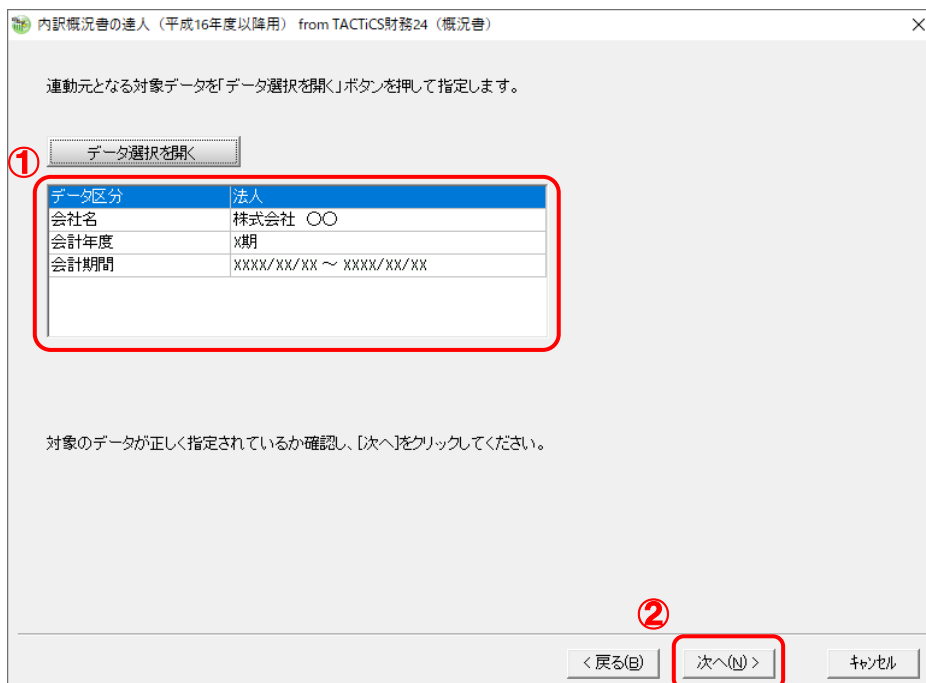 内訳概況書の達人（平成16年度以降用） from TACTiCS財務24（概況書）
連動元となる対象データを「データ選択を開く」ボタンを押して指定します。
データ選択を開く
①
データ区分 法人
会社名 株式会社 〇〇
会計年度 X期
会計期間 XXXX/XX/XX ～ XXXX/XX/XX
対象のデータが正しく指定されているか確認し、[次へ]をクリックしてください。
②
< 戻る(B) 次へ(N) > ｷｬﾝｾﾙ